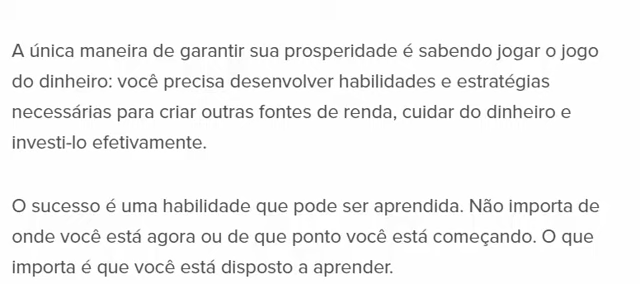 A única maneira de garantir sua prosperidade é sabendo jogar o jogo
do dinheiro: você precisa desenvolver habilidades e estratégias
necessárias para criar outras fontes de renda, cuidar do dinheiro e
investi-lo efetivamente.
O sucesso é uma habilidade que pode ser aprendida. Não importa de
onde você está agora ou de que ponto você está começando. O que
importa é que você está disposto a aprender.